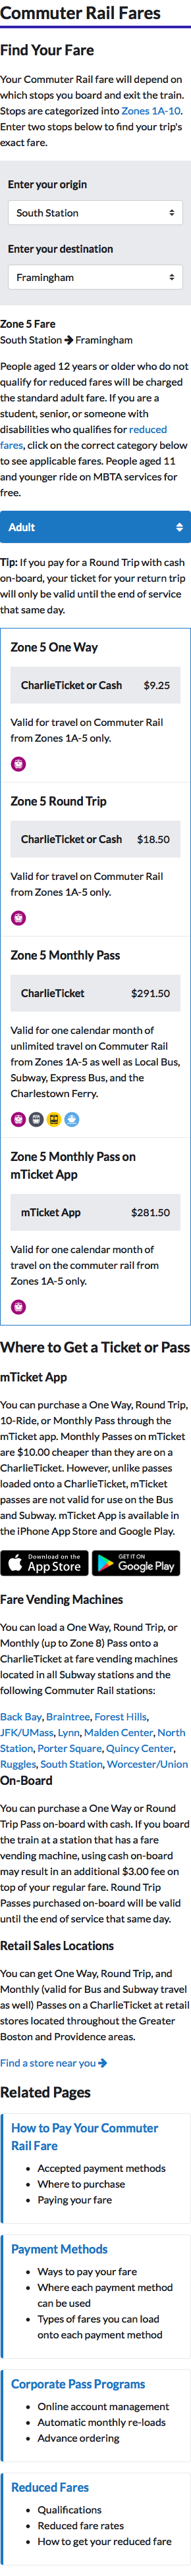 Commuter Rail Fares
Find Your Fare
Your Commuter Rail fare will depend on
which stops you board and exit the train.
Stops are categorized into Zones 1A-10.
Enter two stops below to find your trip's
exact fare.
Enter your origin
South Station
Enter your destination
Framingham
Zone 5 Fare
South Station → Framingham
People aged 12 years or older who do not
qualify for reduced fares will be charged
the standard adult fare. If you are a
student, senior, or someone with
disabilities who qualifies for reduced
fares, click on the correct category below
to see applicable fares. People aged 11
and younger ride on MBTA services for
free.
Adult
Tip: If you pay for a Round Trip with cash
on-board, your ticket for your return trip
will only be valid until the end of service
that same day.
Zone 5 One Way
CharlieTicket or Cash $9.25
Valid for travel on Commuter Rail
from Zones 1A-5 only.
Zone 5 Round Trip
CharlieTicket or Cash $18.50
Valid for travel on Commuter Rail
from Zones 1A-5 only.
Zone 5 Monthly Pass
CharlieTicket $291.50
Valid for one calendar month of
unlimited travel on Commuter Rail
from Zones 1A-5 as well as Local Bus,
Subway, Express Bus, and the
Charlestown Ferry.
Zone 5 Monthly Pass on
mTicket App
mTicket App $281.50
Valid for one calendar month of
travel on the commuter rail from
Zones 1A-5 only.
Where to Get a Ticket or Pass
mTicket App
You can purchase a One Way, Round Trip,
10-Ride, or Monthly Pass through the
mTicket app. Monthly Passes on mTicket
are $10.00 cheaper than they are on a
CharlieTicket. However, unlike passes
loaded onto a CharlieTicket, mTicket
passes are not valid for use on the Bus
and Subway. mTicket App is available in
the iPhone App Store and Google Play.
Download on the
App Store
GET IT ON
Google Play
Fare Vending Machines
You can load a One Way, Round Trip, or
Monthly (up to Zone 8) Pass onto a
CharlieTicket at fare vending machines
located in all Subway stations and the
following Commuter Rail stations:
Back Bay, Braintree, Forest Hills,
JFK/UMass, Lynn, Malden Center, North
Station, Porter Square, Quincy Center,
Ruggles, South Station, Worcester/Union
On-Board
You can purchase a One Way or Round
Trip Pass on-board with cash. If you board
the train at a station that has a fare
vending machine, using cash on-board
may result in an additional $3.00 fee on
top of your regular fare. Round Trip
Passes purchased on-board will be valid
until the end of service that same day.
Retail Sales Locations
You can get One Way, Round Trip, and
Monthly (valid for Bus and Subway travel
as well) Passes on a CharlieTicket at retail
stores located throughout the Greater
Boston and Providence areas.
Find a store near you →
Related Pages
How to Pay Your Commuter
Rail Fare
• Accepted payment methods
• Where to purchase
• Paying your fare
Payment Methods
• Ways to pay your fare
• Where each payment method
can be used
• Types of fares you can load
onto each payment method
Corporate Pass Programs
• Online account management
• Automatic monthly re-loads
• Advance ordering
Reduced Fares
• Qualifications
• Reduced fare rates
• How to get your reduced fare